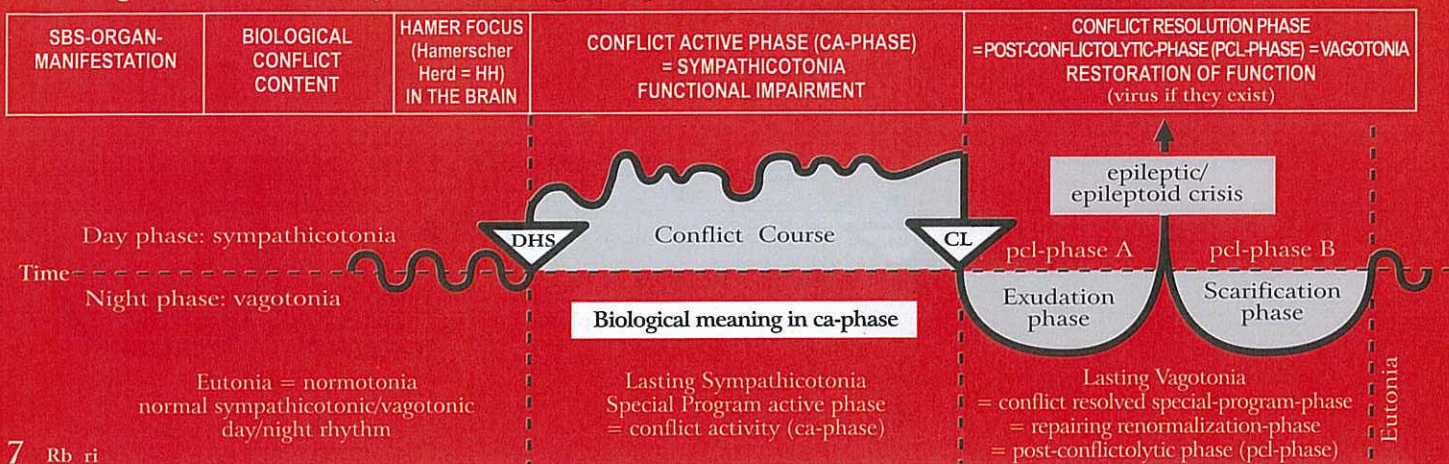 SBS-ORGAN-
MANIFESTATION
BIOLOGICAL
CONFLICT
CONTENT
HAMER FOCUS
(Hamerscher
Herd = HH)
IN THE BRAIN
CONFLICT ACTIVE PHASE (CA-PHASE)
= SYMPATHICOTONIA
FUNCTIONAL IMPAIRMENT
CONFLICT RESOLUTION PHASE
=POST-CONFLICTOLYTIC-PHASE (PCL-PHASE) = VAGOTONIA
RESTORATION OF FUNCTION
(virus if they exist)
epileptic/
epileptoid crisis
Day phase: sympathicotonia
DHS
Conflict Course
CL
pcl-phase A
pcl-phase B
Time
Night phase: vagotonia
Exudation
phase
Scarification
phase
Biological meaning in ca-phase
Eutonia = normotonia
normal sympathicotonic/vagotonic
day/night rhythm
Lasting Sympathicotonia
Special Program active phase
= conflict activity (ca-phase)
Lasting Vagotonia
= conflict resolved special-program-phase
= repairing renormalization-phase
= post-conflictolytic phase (pcl-phase)
Eutonia
7 Rb ri